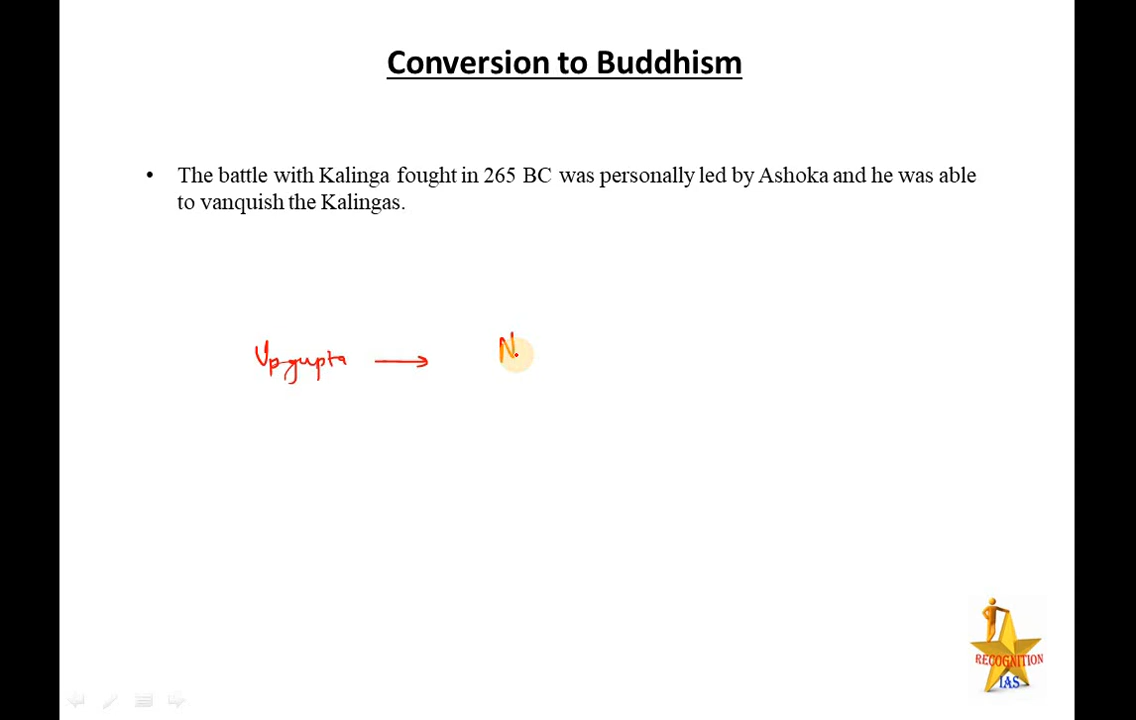 Conversion to Buddhism
• The battle with Kalinga fought in 265 BC was personally led by Ashoka and he was able
to vanquish the Kalingas.
Upgupta → N
RECOGNITION
IAS